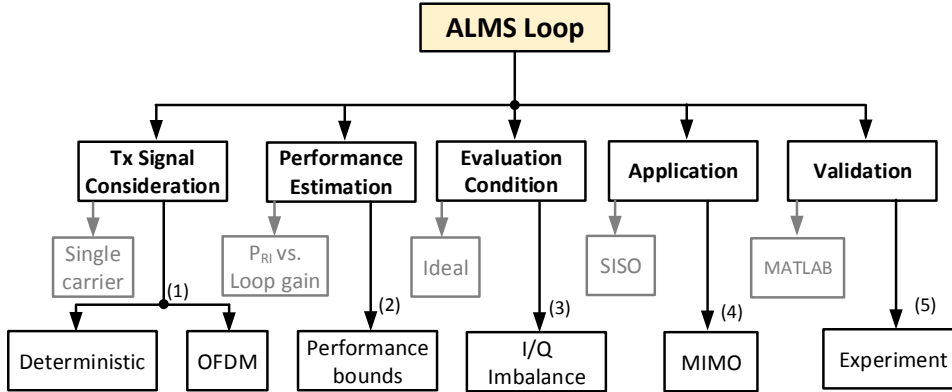 ALMS Loop
Tx Signal
Consideration
Performance
Estimation
Evaluation
Condition
Application
Validation
Single
carrier
P_RI vs.
Loop gain
Ideal
SISO
MATLAB
(1)
(2)
(3)
(4)
(5)
Deterministic
OFDM
Performance
bounds
I/Q
Imbalance
MIMO
Experiment